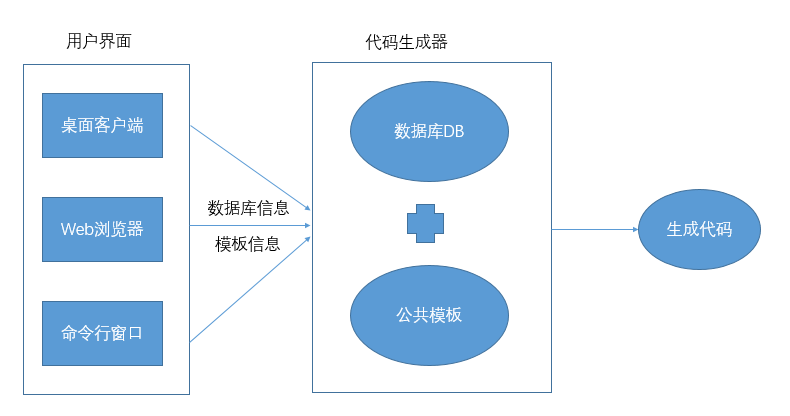 用户界面
代码生成器
桌面客户端
Web浏览器
命令行窗口
数据库信息
模板信息
数据库DB
公共模板
生成代码